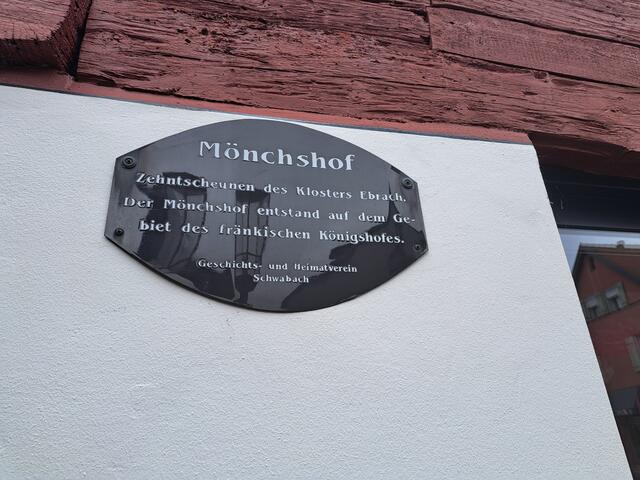 Mönchshof
Zehntscheunen des Klosters Ebrach.
Der Mönchshof entstand auf dem Ge-
biet des fränkischen Königshofes.
Geschichts- und Heimatverein
Schwabach